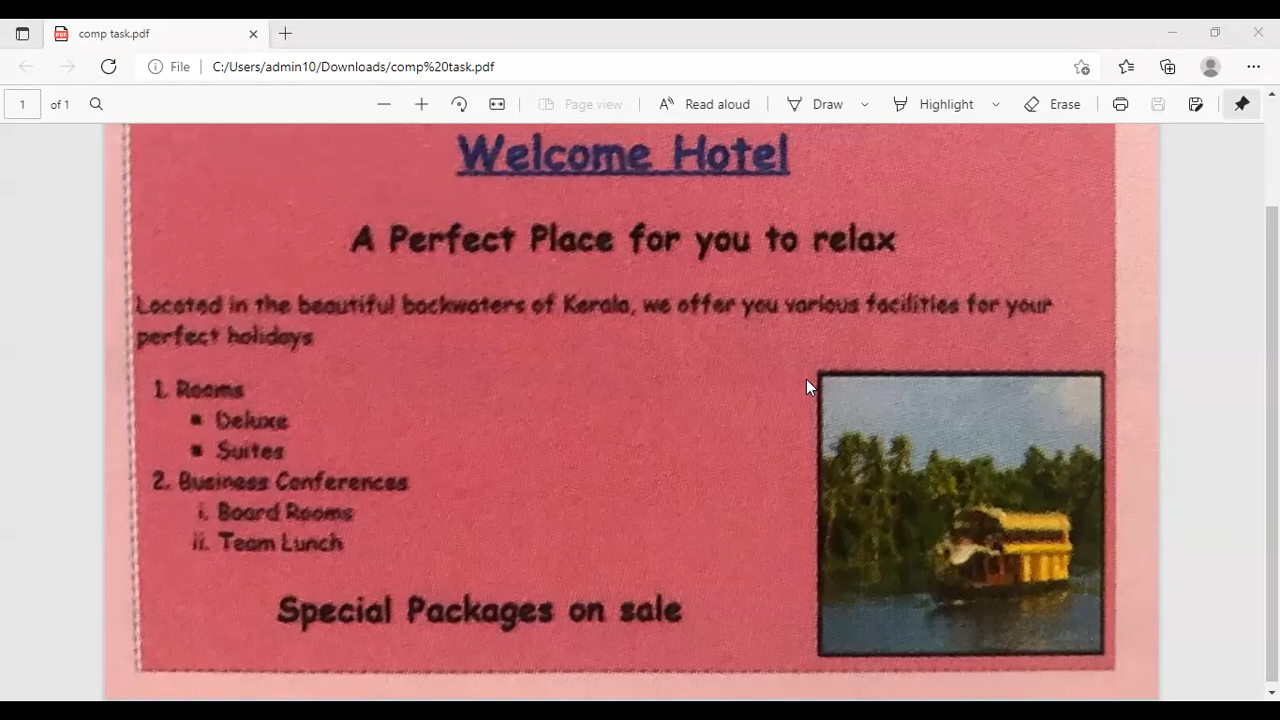 comp task.pdf
File C:/Users/admin10/Downloads/comp%20task.pdf
1 of 1 Page view Read aloud Draw Highlight Erase
Welcome Hotel
A Perfect Place for you to relax
Located in the beautiful backwaters of Kerala, we offer you various facilities for your
perfect holidays
1. Rooms
▪ Deluxe
▪ Suites
2. Business Conferences
i. Board Rooms
ii. Team Lunch
Special Packages on sale